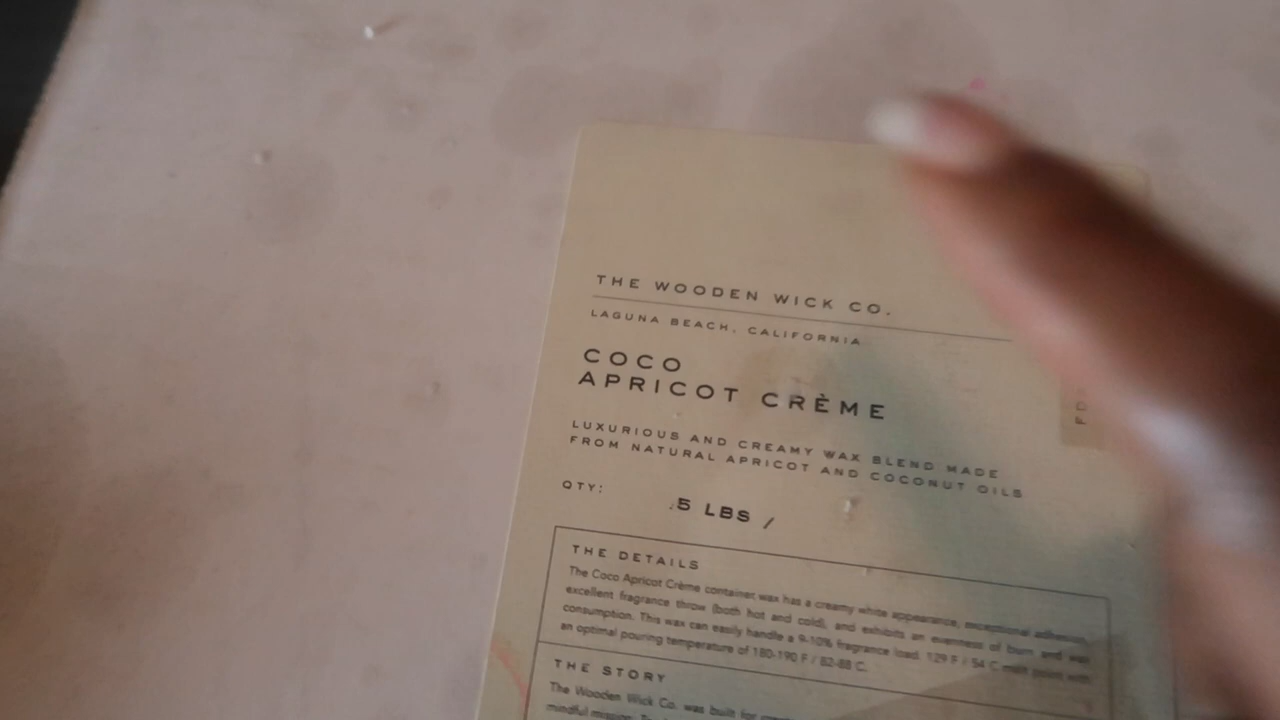 THE WOODEN WICK CO.
LAGUNA BEACH, CALIFORNIA
COCO
APRICOT CRÈME
LUXURIOUS AND CREAMY WAX BLEND MADE
FROM NATURAL APRICOT AND COCONUT OILS
QTY: .5 LBS /
THE DETAILS
The Coco Apricot Crème container wax has a creamy white appearance, exceptional adhesion,
excellent fragrance throw (both hot and cold), and exhibits an evenness of burn and wax
consumption. This wax can easily handle a 9-10% fragrance load. 129 F / 54 C melt point with
an optimal pouring temperature of 180-190 F / 82-88 C.
THE STORY
The Wooden Wick Co. was built for
mindful mission.